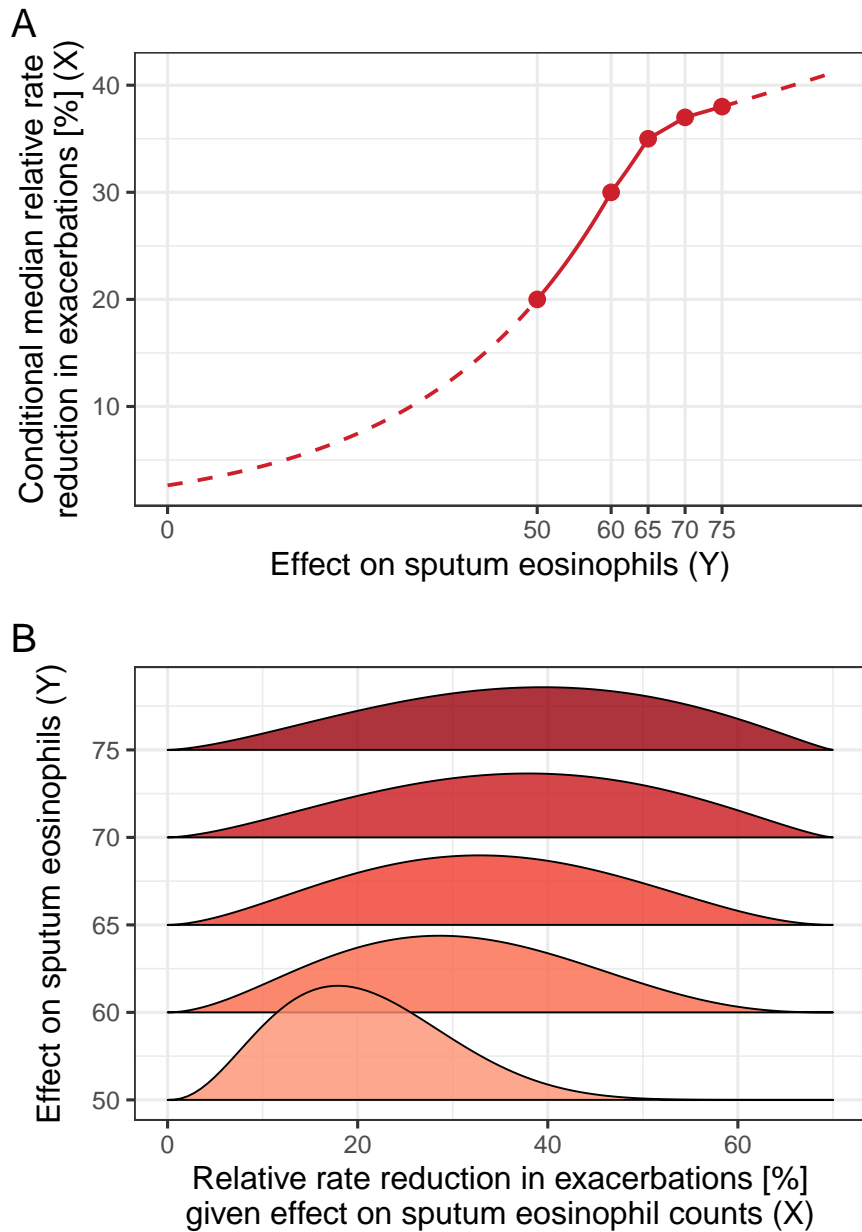 A
Conditional median relative rate
reduction in exacerbations [%] (X)
40
30
20
10
0
50
60
65
70
75
Effect on sputum eosinophils (Y)
B
Effect on sputum eosinophils (Y)
75
70
65
60
50
0
20
40
60
Relative rate reduction in exacerbations [%]
given effect on sputum eosinophil counts (X)